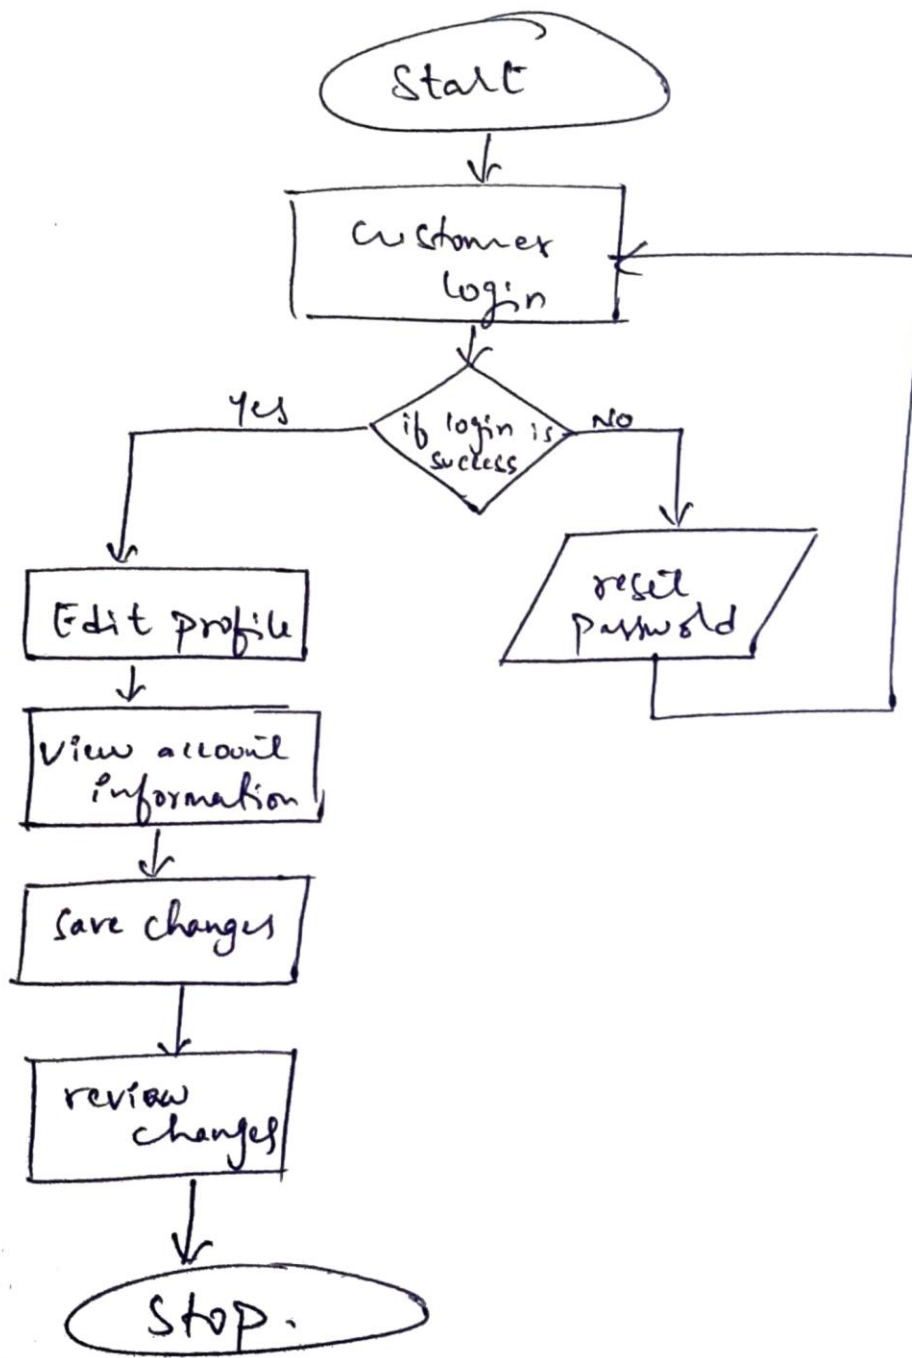 Start
customer
login
Yes
if login is
success
NO
reset
password
Edit profile
View account
information
Save changes
review
changes
Stop.